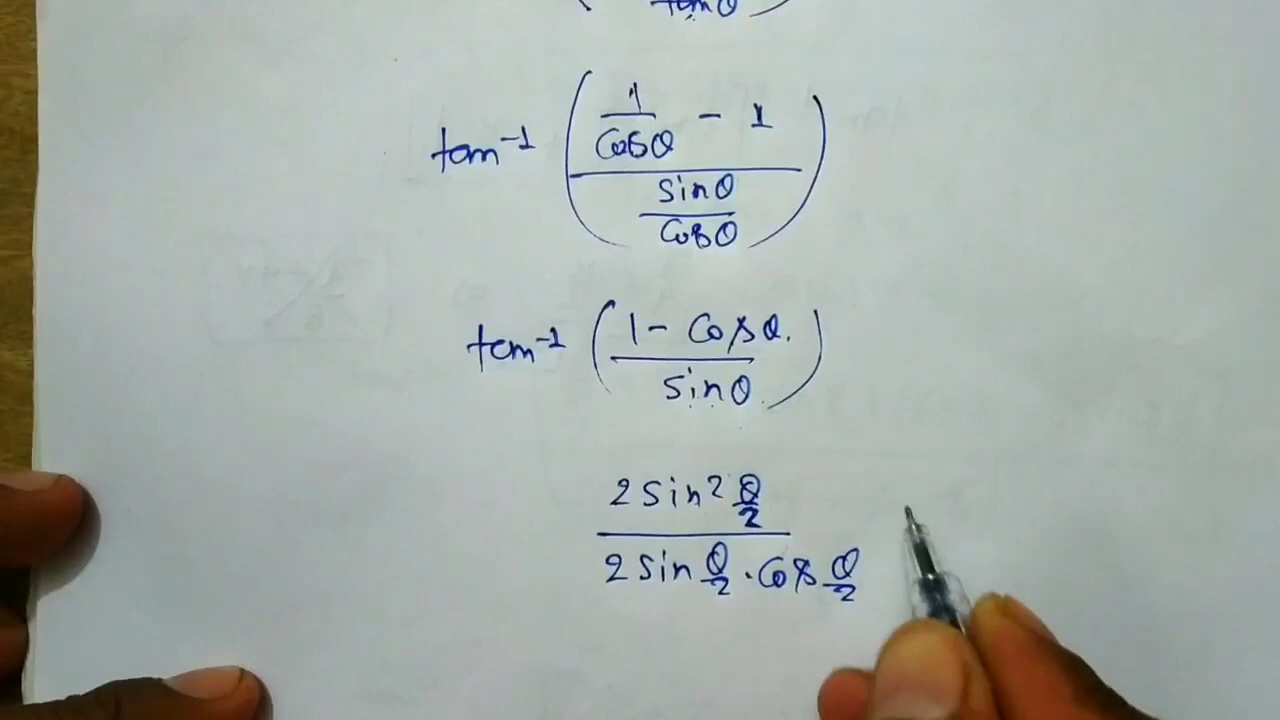 tanθ
tan⁻¹ ( (1/cosθ - 1) / (sinθ/cosθ) )
tan⁻¹ ( (1 - cosθ) / sinθ )
2 sin² θ/2
2 sin θ/2 · cos θ/2